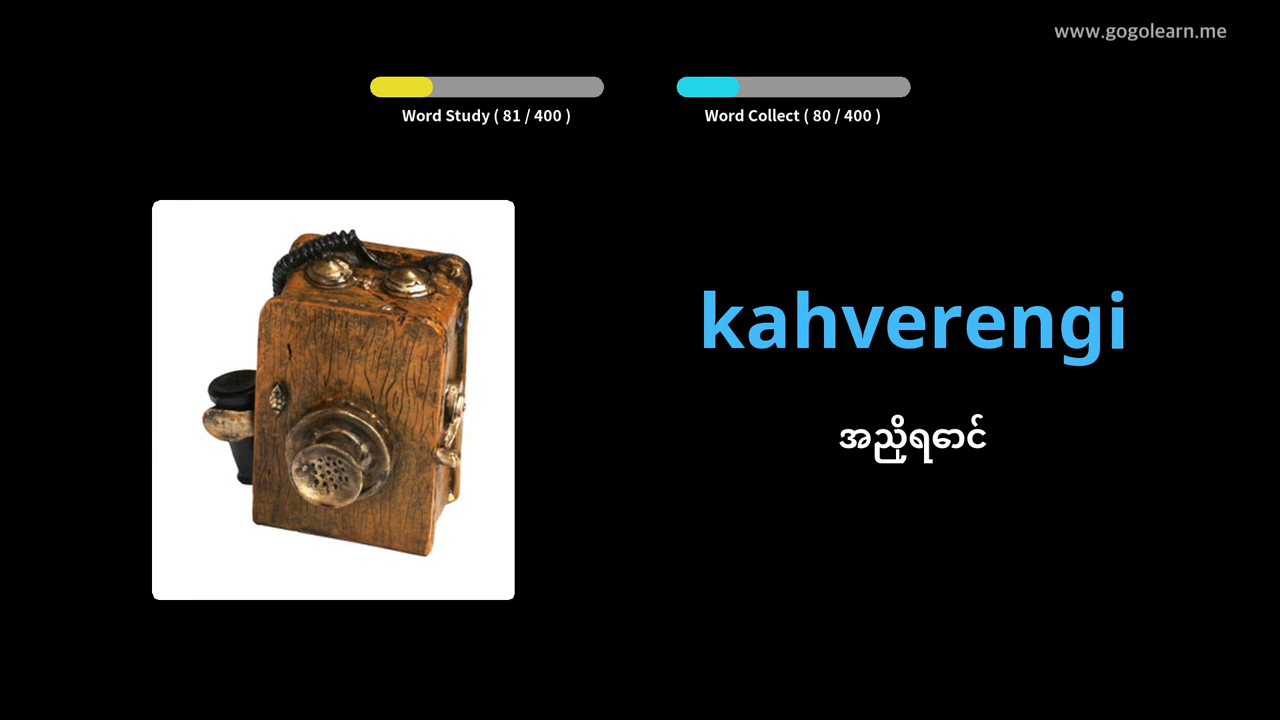 www.gogolearn.me
Word Study ( 81 / 400 )
Word Collect ( 80 / 400 )
kahverengi
အညိုရောင်